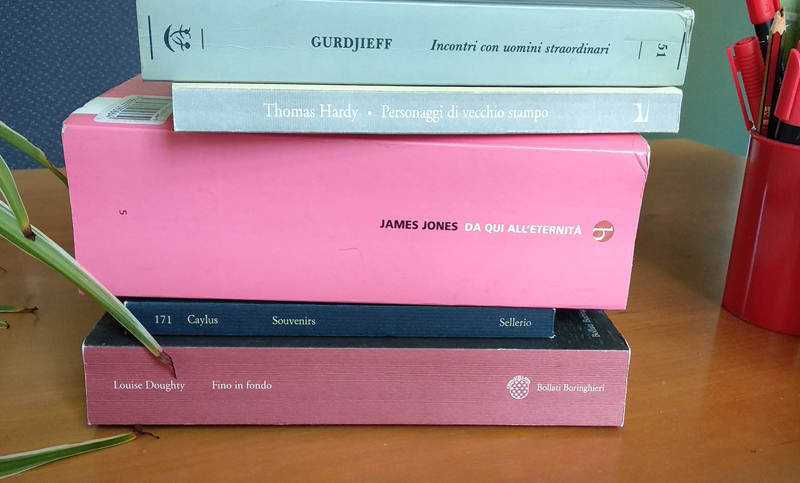 GURDJIEFF Incontri con uomini straordinari 51
Thomas Hardy • Personaggi di vecchio stampo
5
JAMES JONES DA QUI ALL'ETERNITÀ b
171 Caylus Souvenirs Sellerio
Louise Doughty Fino in fondo Bollati Boringhieri